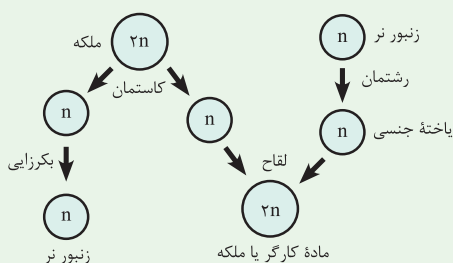 زنبور نر
n
ملکه
۲n
رشتمان
کاستمان
یاختهٔ جنسی
n
n
n
لقاح
بکرزایی
۲n
n
مادهٔ کارگر یا ملکه
زنبور نر